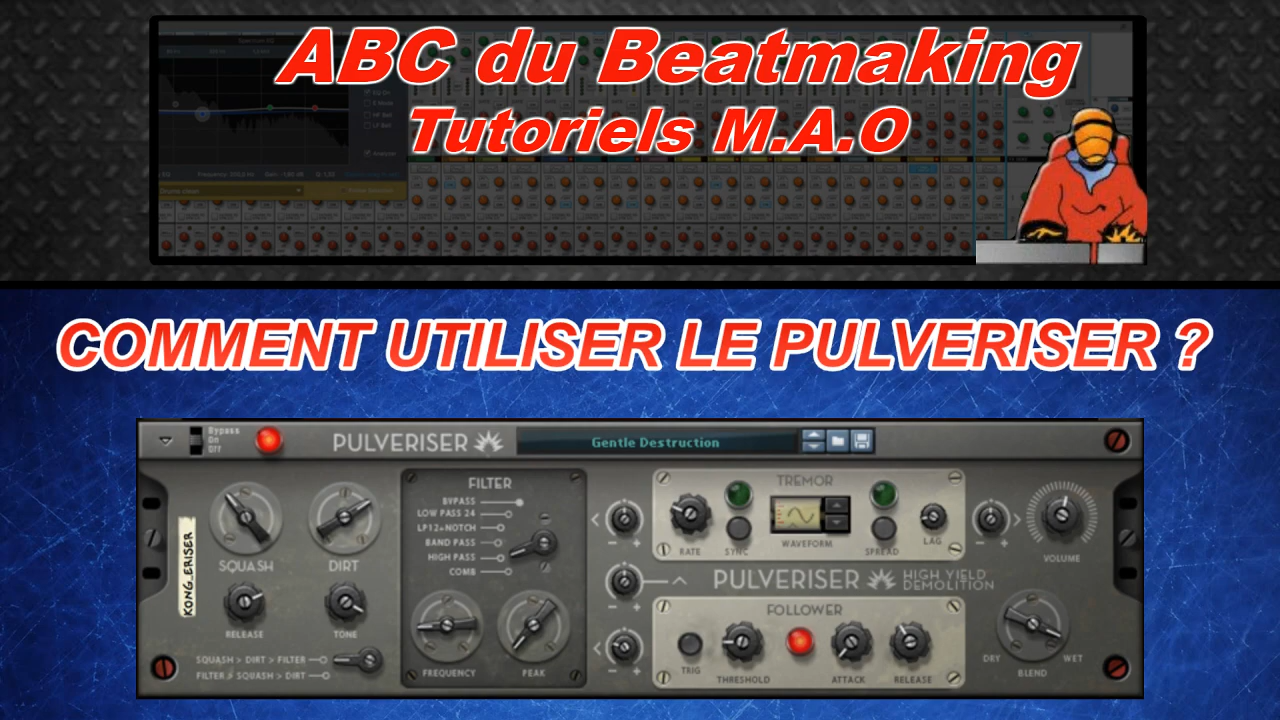 ABC du Beatmaking
Tutoriels M.A.O
COMMENT UTILISER LE PULVERISER ?
Bypass
On
Off
PULVERISER
Gentle Destruction
KONG_ERISER
SQUASH
DIRT
RELEASE
TONE
SQUASH > DIRT > FILTER
FILTER > SQUASH > DIRT
FILTER
BYPASS
LOW PASS 24
LP12+NOTCH
BAND PASS
HIGH PASS
COMB
FREQUENCY
PEAK
TREMOR
RATE
SYNC
WAVEFORM
SPREAD
LAG
VOLUME
PULVERISER
HIGH YIELD
DEMOLITION
FOLLOWER
TRIG
THRESHOLD
ATTACK
RELEASE
DRY
BLEND
WET